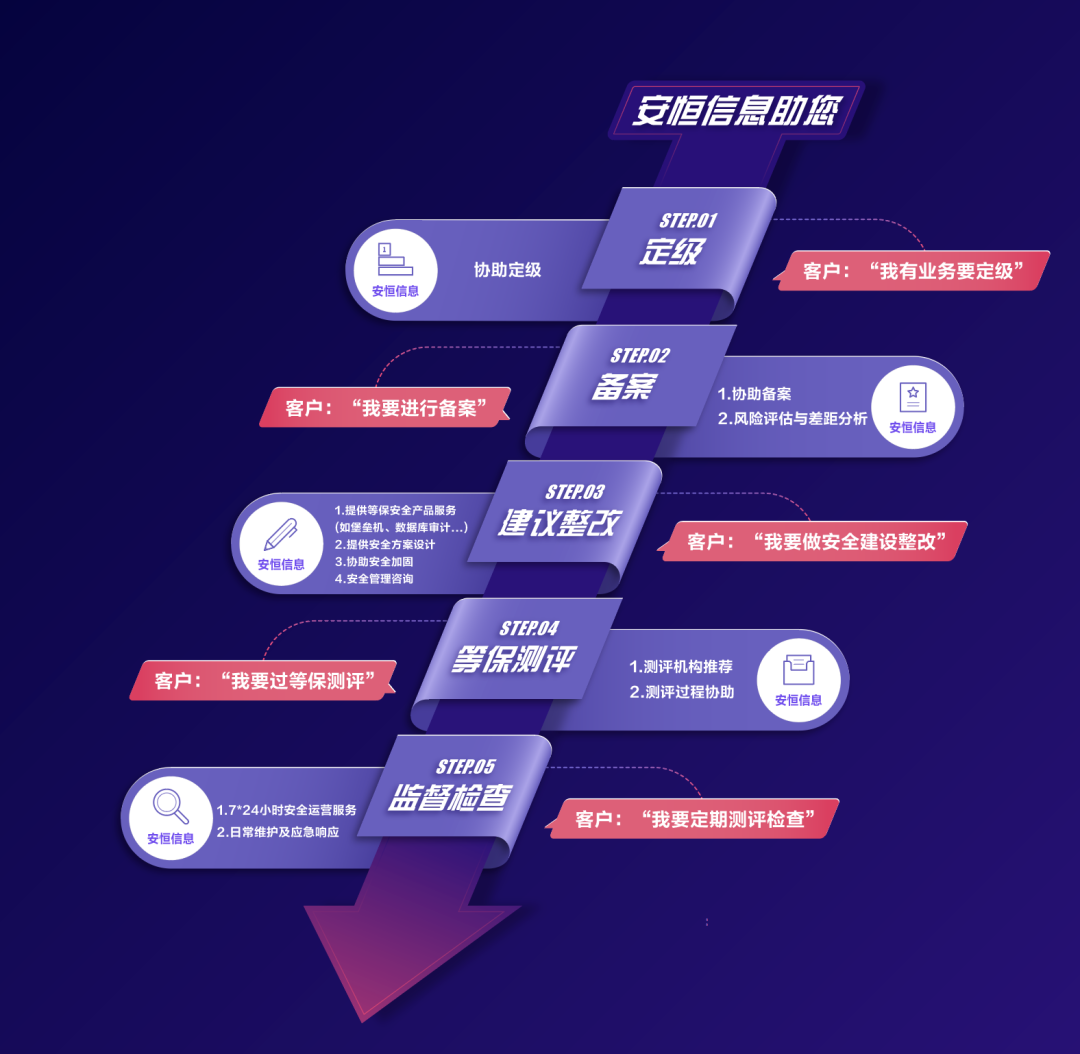 安恒信息助您
STEP.01
定级
1
安恒信息
协助定级
客户：“我有业务要定级”
STEP.02
备案
客户：“我要进行备案”
1.协助备案
2.风险评估与差距分析
安恒信息
STEP.03
建议整改
安恒信息
1.提供等保安全产品服务
(如堡垒机、数据库审计...)
2.提供安全方案设计
3.协助安全加固
4.安全管理咨询
客户：“我要做安全建设整改”
STEP.04
等保测评
客户：“我要过等保测评”
1.测评机构推荐
2.测评过程协助
安恒信息
STEP.05
监督检查
安恒信息
1.7*24小时安全运营服务
2.日常维护及应急响应
客户：“我要定期测评检查”
: